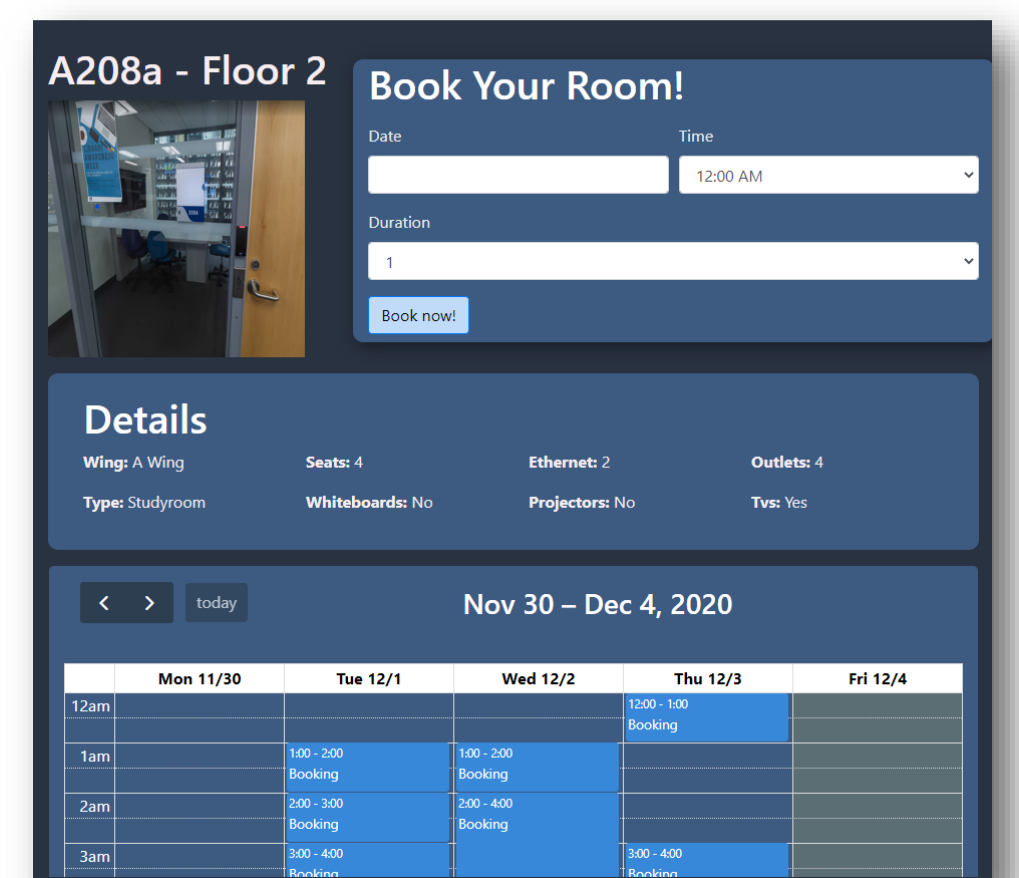 A208a - Floor 2
Book Your Room!
Date
Time
12:00 AM
Duration
1
Book now!
Details
Wing: A Wing
Seats: 4
Ethernet: 2
Outlets: 4
Type: Studyroom
Whiteboards: No
Projectors: No
Tvs: Yes
today
Nov 30 – Dec 4, 2020
Mon 11/30
Tue 12/1
Wed 12/2
Thu 12/3
Fri 12/4
12am
12:00 - 1:00
Booking
1am
1:00 - 2:00
Booking
1:00 - 2:00
Booking
2am
2:00 - 3:00
Booking
2:00 - 4:00
Booking
3am
3:00 - 4:00
Booking
3:00 - 4:00
Booking